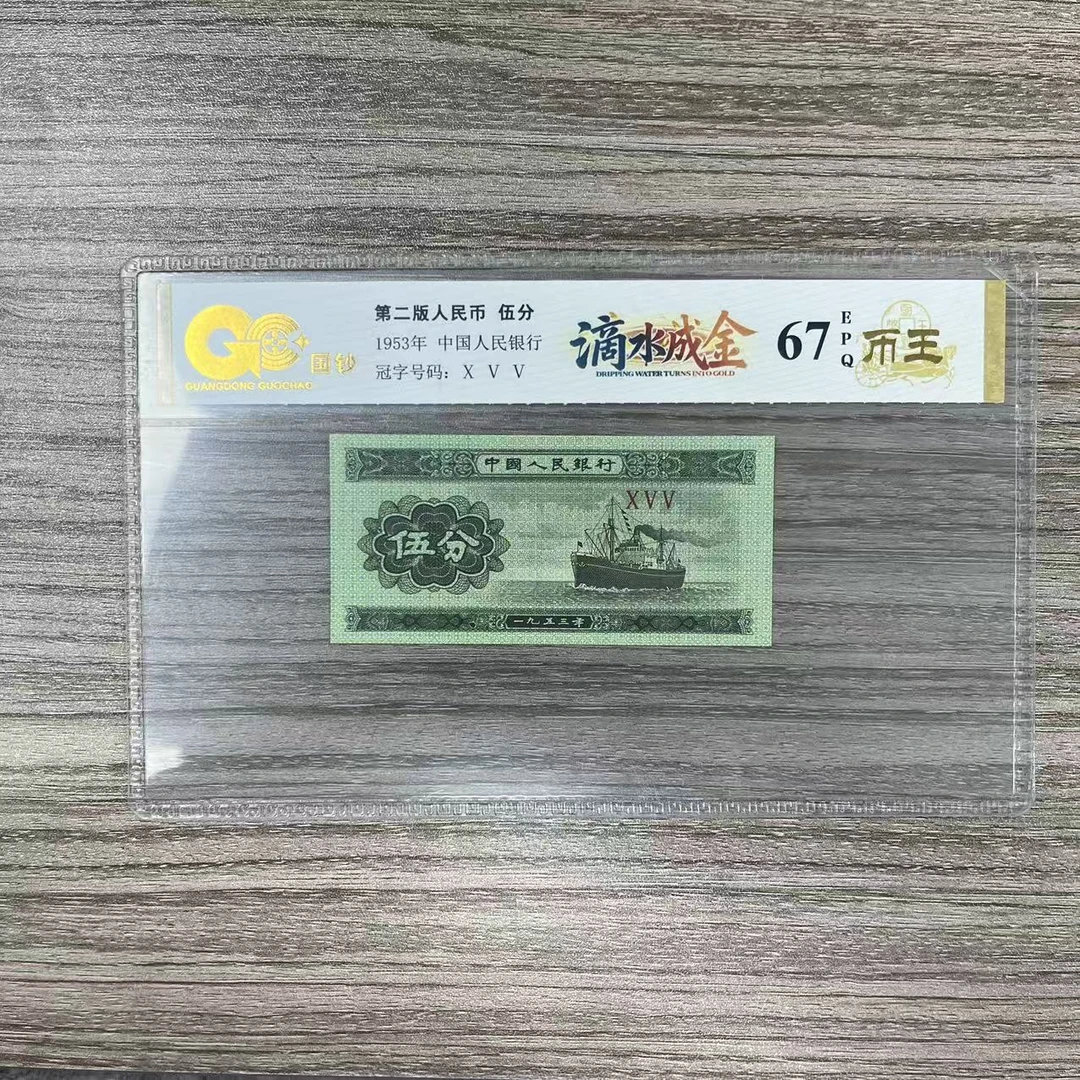 GC
国钞
GUANGDONG GUOCHAO
第二版人民币 伍分
1953年 中国人民银行
冠字号码：X V V
滴水成金
DRIPPING WATER TURNS INTO GOLD
67
EPQ
币王
中國人民銀行
XVV
伍分
一九五三年